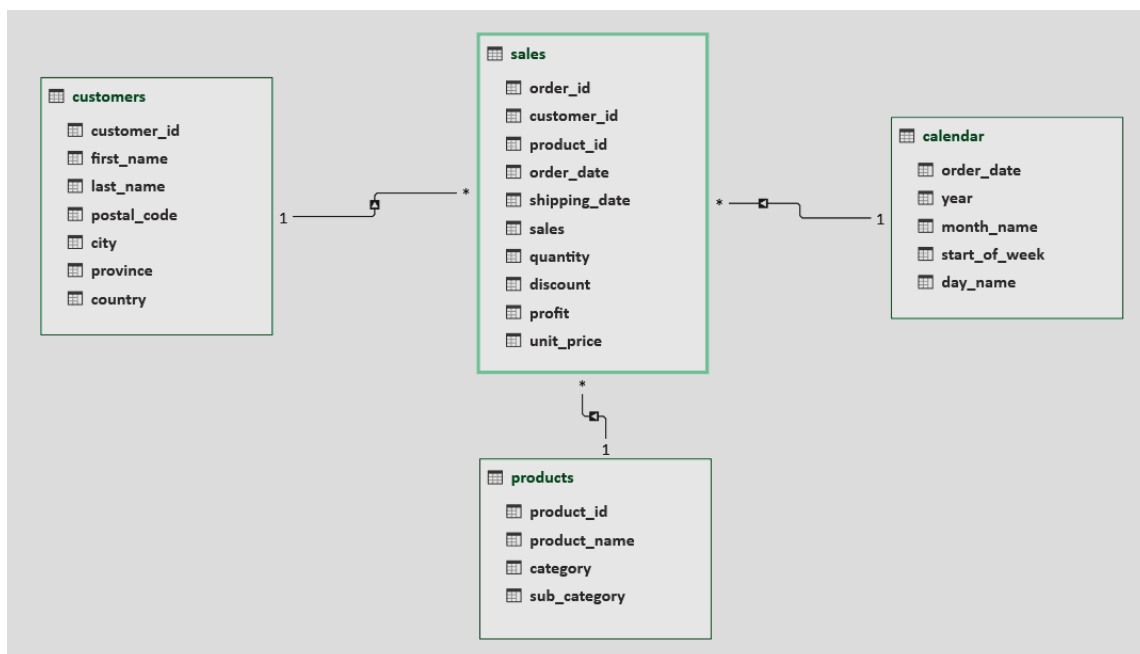 customers
customer_id
first_name
last_name
postal_code
city
province
country
1
*
sales
order_id
customer_id
product_id
order_date
shipping_date
sales
quantity
discount
profit
unit_price
*
1
calendar
order_date
year
month_name
start_of_week
day_name
*
1
products
product_id
product_name
category
sub_category